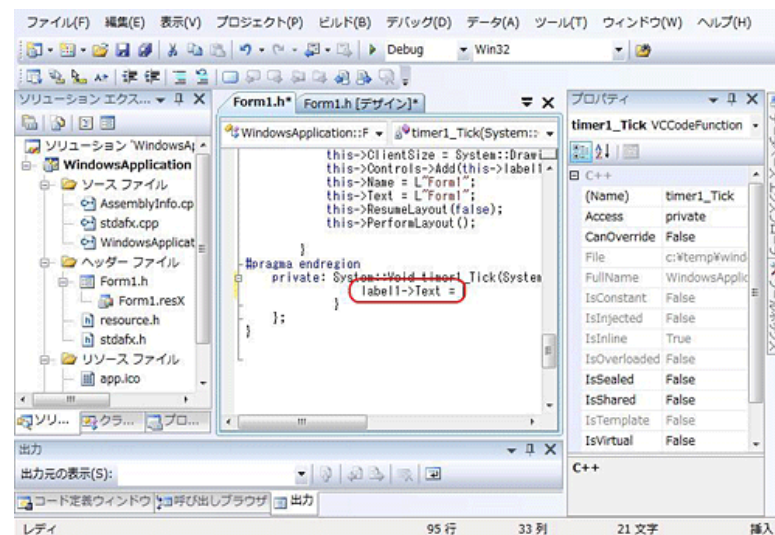 ファイル(F) 編集(E) 表示(V) プロジェクト(P) ビルド(B) デバッグ(D) データ(A) ツール(T) ウィンドウ(W) ヘルプ(H)
Debug Win32
ソリューション エクス...
ソリューション 'WindowsA
WindowsApplication
ソース ファイル
AssemblyInfo.cp
stdafx.cpp
WindowsApplicat
ヘッダー ファイル
Form1.h
Form1.resX
resource.h
stdafx.h
リソース ファイル
app.ico
ソリ... クラ... プロ...
Form1.h* Form1.h [デザイン]*
WindowsApplication::F timer1_Tick(System::
this->ClientSize = System::Drawi
this->Controls->Add(this->label1
this->Name = L"Form1";
this->Text = L"Form1";
this->ResumeLayout(false);
this->PerformLayout();
}
#pragma endregion
private: System::Void timer1_Tick(System
label1->Text =
}
};
}
プロパティ
timer1_Tick VCCodeFunction
C++
(Name) timer1_Tick
Access private
CanOverride False
File c:¥temp¥wind
FullName WindowsApplic
IsConstant False
IsInjected False
IsInline True
IsOverloaded False
IsSealed False
IsShared False
IsTemplate False
IsVirtual False
C++
出力
出力元の表示(S):
コード定義ウィンドウ 呼び出しブラウザ 出力
レディ 95 行 33 列 21 文字 挿入